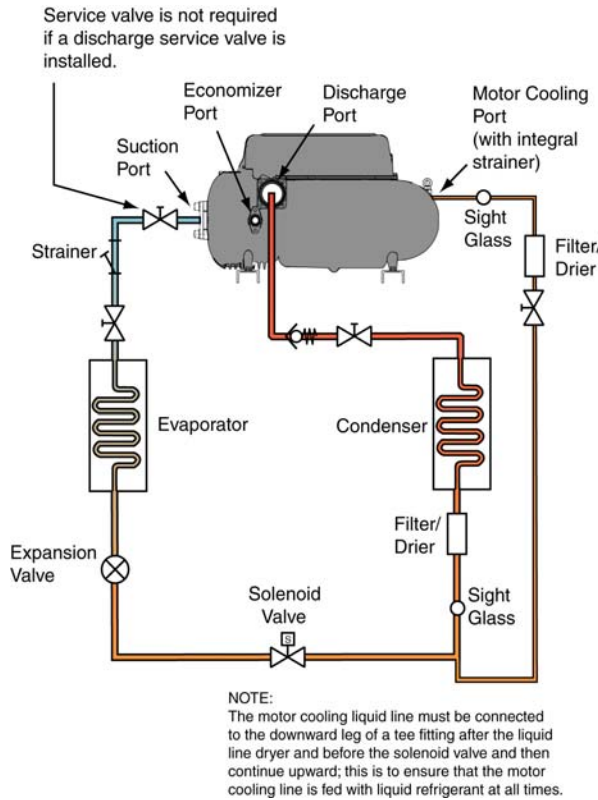 Service valve is not required
if a discharge service valve is
installed.
Economizer
Port
Discharge
Port
Motor Cooling
Port
(with integral
strainer)
Suction
Port
Sight
Glass
Strainer
Filter/
Drier
Evaporator
Condenser
Filter/
Drier
Expansion
Valve
Solenoid
Valve
S
Sight
Glass
NOTE:
The motor cooling liquid line must be connected
to the downward leg of a tee fitting after the liquid
line dryer and before the solenoid valve and then
continue upward; this is to ensure that the motor
cooling line is fed with liquid refrigerant at all times.